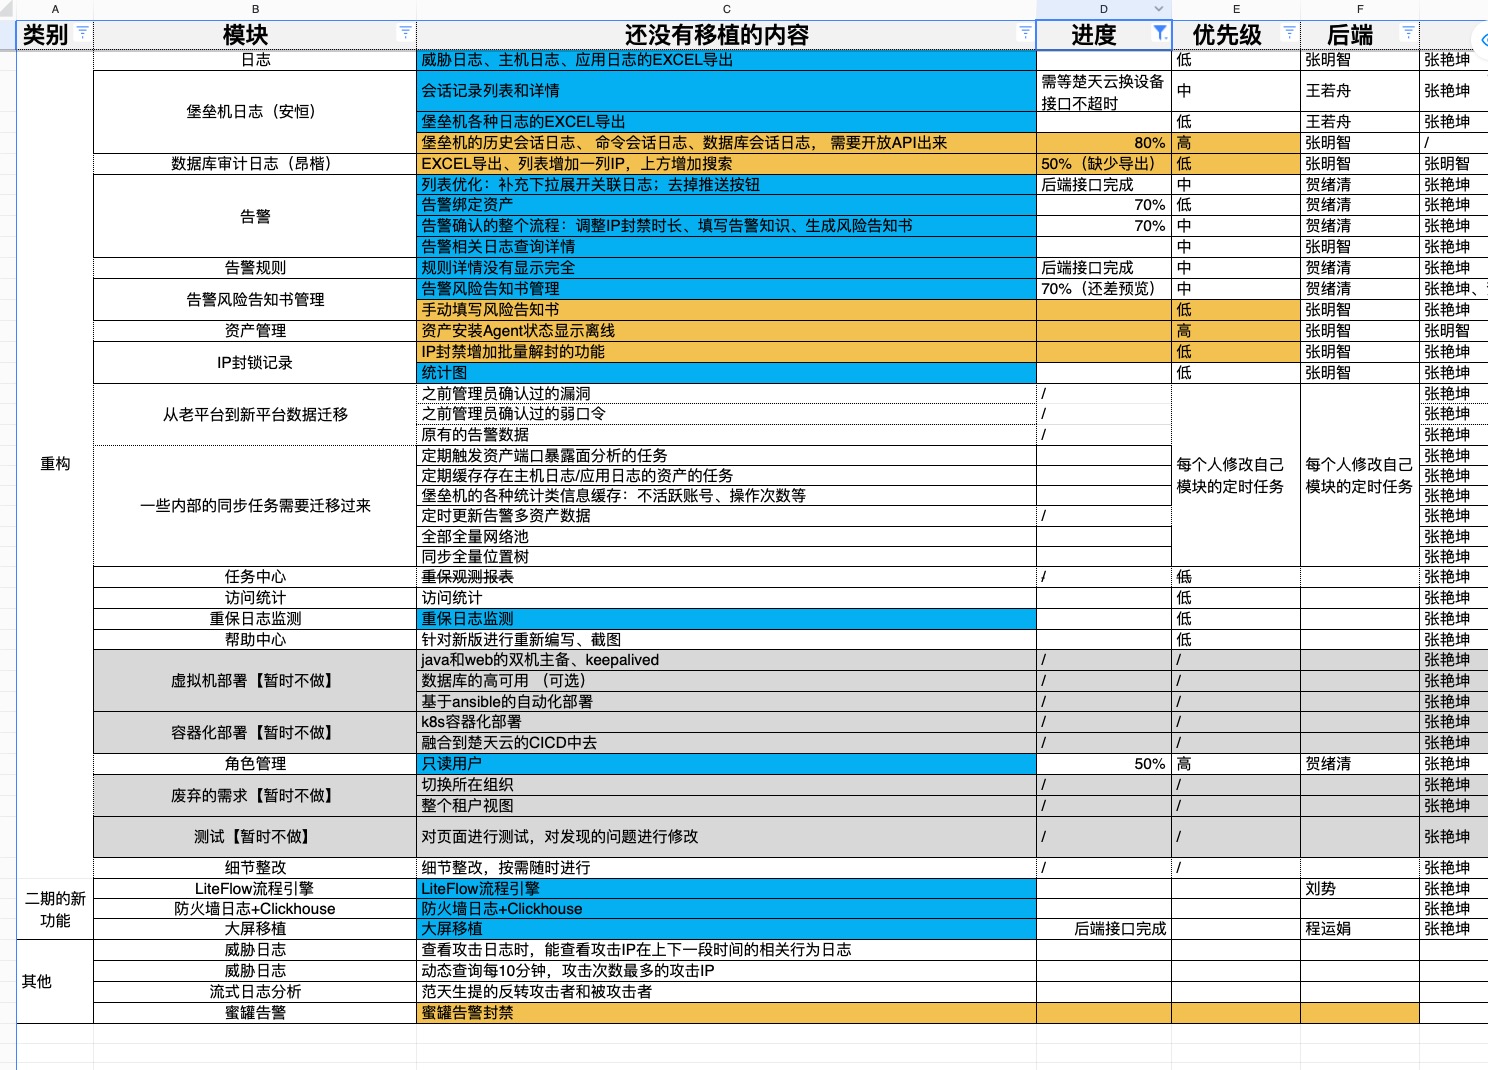 A B C D E F
类别 模块 还没有移植的内容 进度 优先级 后端
日志 威胁日志、主机日志、应用日志的EXCEL导出 低 张明智 张艳坤
堡垒机日志（安恒） 会话记录列表和详情 需等楚天云换设备
接口不超时 中 王若舟 张艳坤
堡垒机各种日志的EXCEL导出 低 王若舟 张艳坤
堡垒机的历史会话日志、 命令会话日志、数据库会话日志， 需要开放API出来 80% 高 张明智 /
数据库审计日志（昂楷） EXCEL导出、列表增加一列IP，上方增加搜索 50%（缺少导出） 低 张明智 张明智
告警 列表优化：补充下拉展开关联日志；去掉推送按钮 后端接口完成 中 贺绪清 张艳坤
告警绑定资产 70% 低 贺绪清 张艳坤
告警确认的整个流程：调整IP封禁时长、填写告警知识、生成风险告知书 70% 中 贺绪清 张艳坤
告警相关日志查询详情 中 张明智 张艳坤
告警规则 规则详情没有显示完全 后端接口完成 中 贺绪清 张艳坤
告警风险告知书管理 告警风险告知书管理 70%（还差预览） 中 贺绪清 张艳坤、
手动填写风险告知书 低 张明智 张艳坤
资产管理 资产安装Agent状态显示离线 高 张明智 张明智
IP封锁记录 IP封禁增加批量解封的功能 低 张明智 张艳坤
统计图 低 张明智 张艳坤
重构
从老平台到新平台数据迁移 之前管理员确认过的漏洞 / 张艳坤
之前管理员确认过的弱口令 / 张艳坤
原有的告警数据 / 张艳坤
一些内部的同步任务需要迁移过来 定期触发资产端口暴露面分析的任务 张艳坤
每个人修改自己
模块的定时任务
每个人修改自己
模块的定时任务
定期缓存存在主机日志/应用日志的资产的任务 张艳坤
堡垒机的各种统计类信息缓存：不活跃账号、操作次数等 张艳坤
定时更新告警多资产数据 / 张艳坤
全部全量网络池 张艳坤
同步全量位置树 张艳坤
任务中心 重保观测报表 / 低 张艳坤
访问统计 访问统计 低 张艳坤
重保日志监测 重保日志监测 低 张艳坤
帮助中心 针对新版进行重新编写、截图 低 张艳坤
虚拟机部署【暂时不做】 java和web的双机主备、keepalived / / 张艳坤
数据库的高可用 （可选） / / 张艳坤
基于ansible的自动化部署 / / 张艳坤
容器化部署【暂时不做】 k8s容器化部署 / / 张艳坤
融合到楚天云的CICD中去 / / 张艳坤
角色管理 只读用户 50% 高 贺绪清 张艳坤
废弃的需求【暂时不做】 切换所在组织 / / 张艳坤
整个租户视图 / / 张艳坤
测试【暂时不做】 对页面进行测试，对发现的问题进行修改 / / 张艳坤
细节整改 细节整改，按需随时进行 / / 张艳坤
二期的新
功能
LiteFlow流程引擎 LiteFlow流程引擎 刘势 张艳坤
防火墙日志+Clickhouse 防火墙日志+Clickhouse 张艳坤
大屏移植 大屏移植 后端接口完成 程运娟 张艳坤
其他
威胁日志 查看攻击日志时，能查看攻击IP在上下一段时间的相关行为日志
威胁日志 动态查询每10分钟，攻击次数最多的攻击IP
流式日志分析 范天生提的反转攻击者和被攻击者
蜜罐告警 蜜罐告警封禁